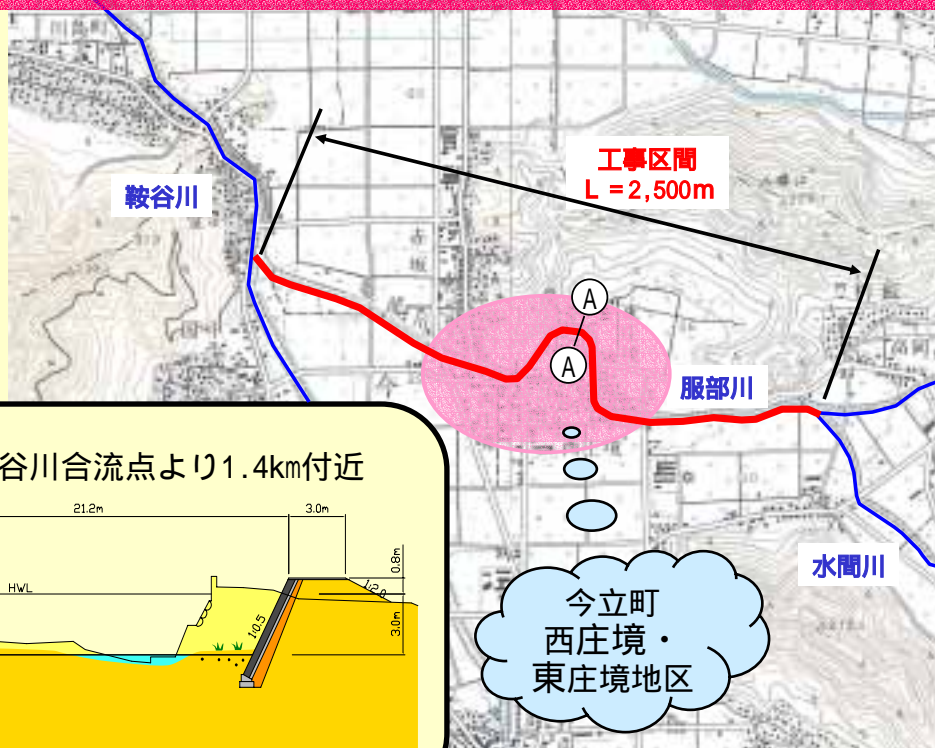 工事区間
L =2,500m
鞍谷川
A
A
服部川
水間川
谷川合流点より1.4km付近
21.2m
3.0m
0.8m
HWL
1:2.0
1:0.5
3.0m
今立町
西庄境・
東庄境地区